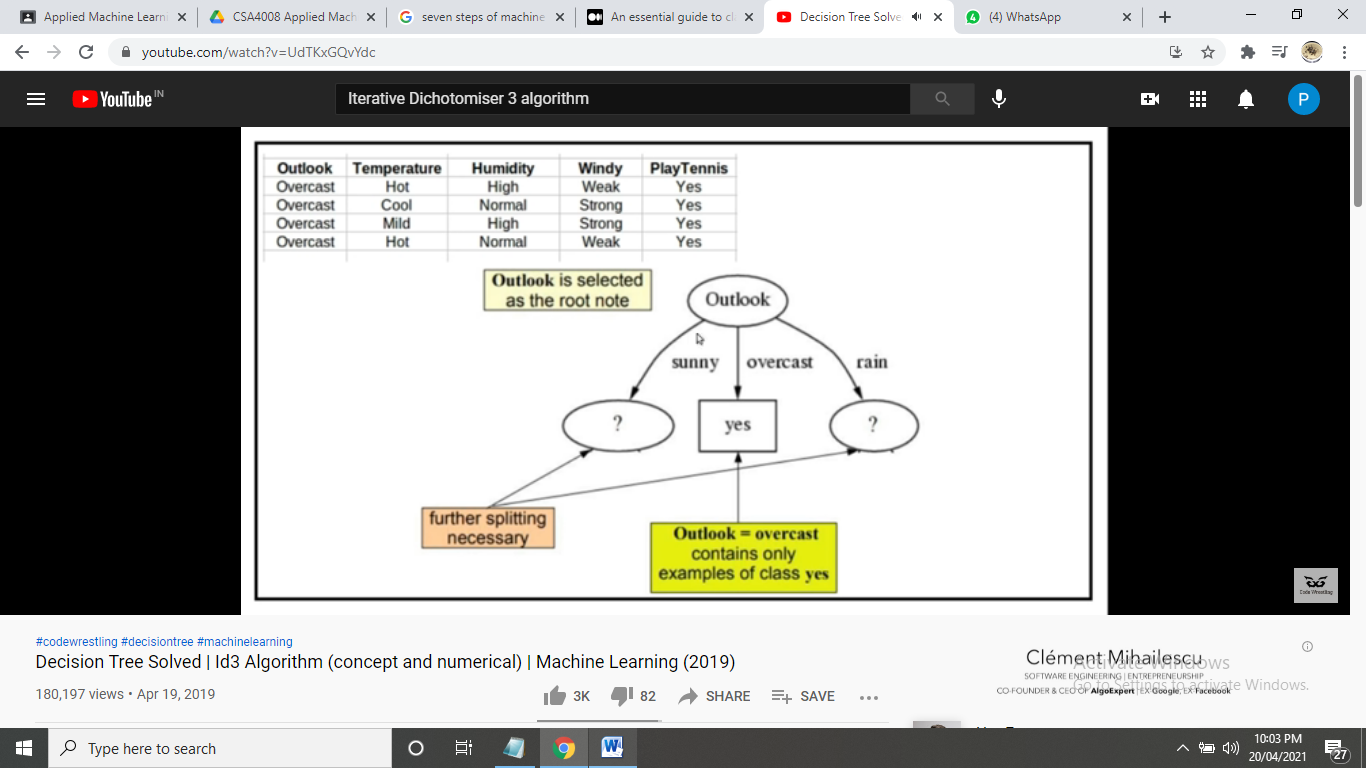 Applied Machine Learni
CSA4008 Applied Mach
seven steps of machine
An essential guide to cl
Decision Tree Solve
(4) WhatsApp
youtube.com/watch?v=UdTKxGQvYdc
YouTube IN
Iterative Dichotomiser 3 algorithm
P
Outlook Temperature Humidity Windy PlayTennis
Overcast Hot High Weak Yes
Overcast Cool Normal Strong Yes
Overcast Mild High Strong Yes
Overcast Hot Normal Weak Yes
Outlook is selected
as the root note
Outlook
sunny overcast rain
? yes ?
further splitting
necessary
Outlook = overcast
contains only
examples of class yes
Code Wrestling
#codewrestling #decisiontree #machinelearning
Decision Tree Solved | Id3 Algorithm (concept and numerical) | Machine Learning (2019)
180,197 views • Apr 19, 2019
3K 82 SHARE SAVE
Clément Mihailescu
SOFTWARE ENGINEERING | ENTREPRENEURSHIP
CO-FOUNDER & CEO OF AlgoExpert | EX-Google, EX-Facebook
Activate Windows
Go to Settings to activate Windows.
Type here to search
10:03 PM
20/04/2021
27